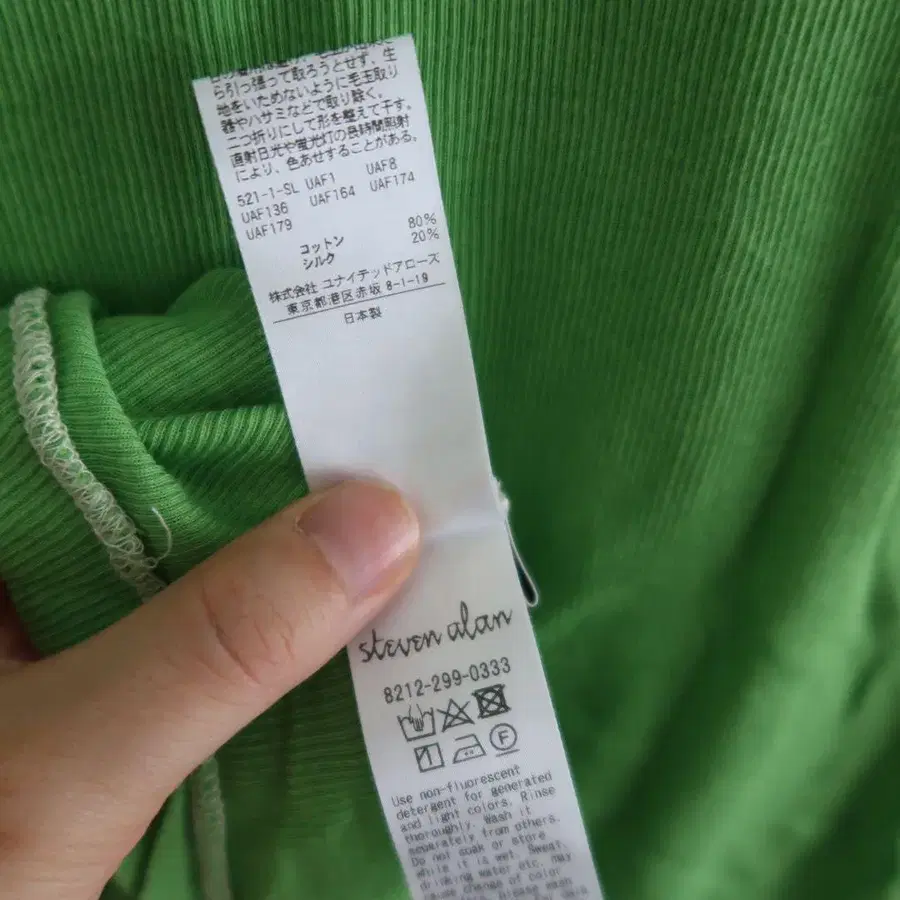 ら引っ張って取ろうとせず、生
地をいためないように毛玉取り
器やハサミなどで取り除く。
二つ折りにして形を整えて干す。
直射日光や蛍光灯の長時間照射
により、色あせすることがある。
521-1-SL UAF1 UAF8
UAF136 UAF164 UAF174
UAF179
コットン 80%
シルク 20%
株式会社 ユナイテッドアローズ
東京都港区赤坂 8-1-19
日本製
steven alan
8212-299-0333
F
Use non-fluorescent
detergent for generated
and light colors. Rinse
thoroughly. Wash it
separately from others.
Do not soak or store
while it is wet. Sweat,
drinking water etc. may
cause change of color